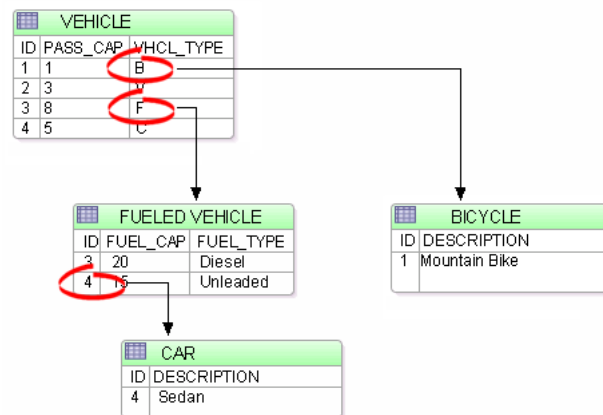 VEHICLE
ID PASS_CAP VHCL_TYPE
1 1 B
2 3 V
3 8 F
4 5 C
FUELED VEHICLE
ID FUEL_CAP FUEL_TYPE
3 20 Diesel
4 15 Unleaded
BICYCLE
ID DESCRIPTION
1 Mountain Bike
CAR
ID DESCRIPTION
4 Sedan